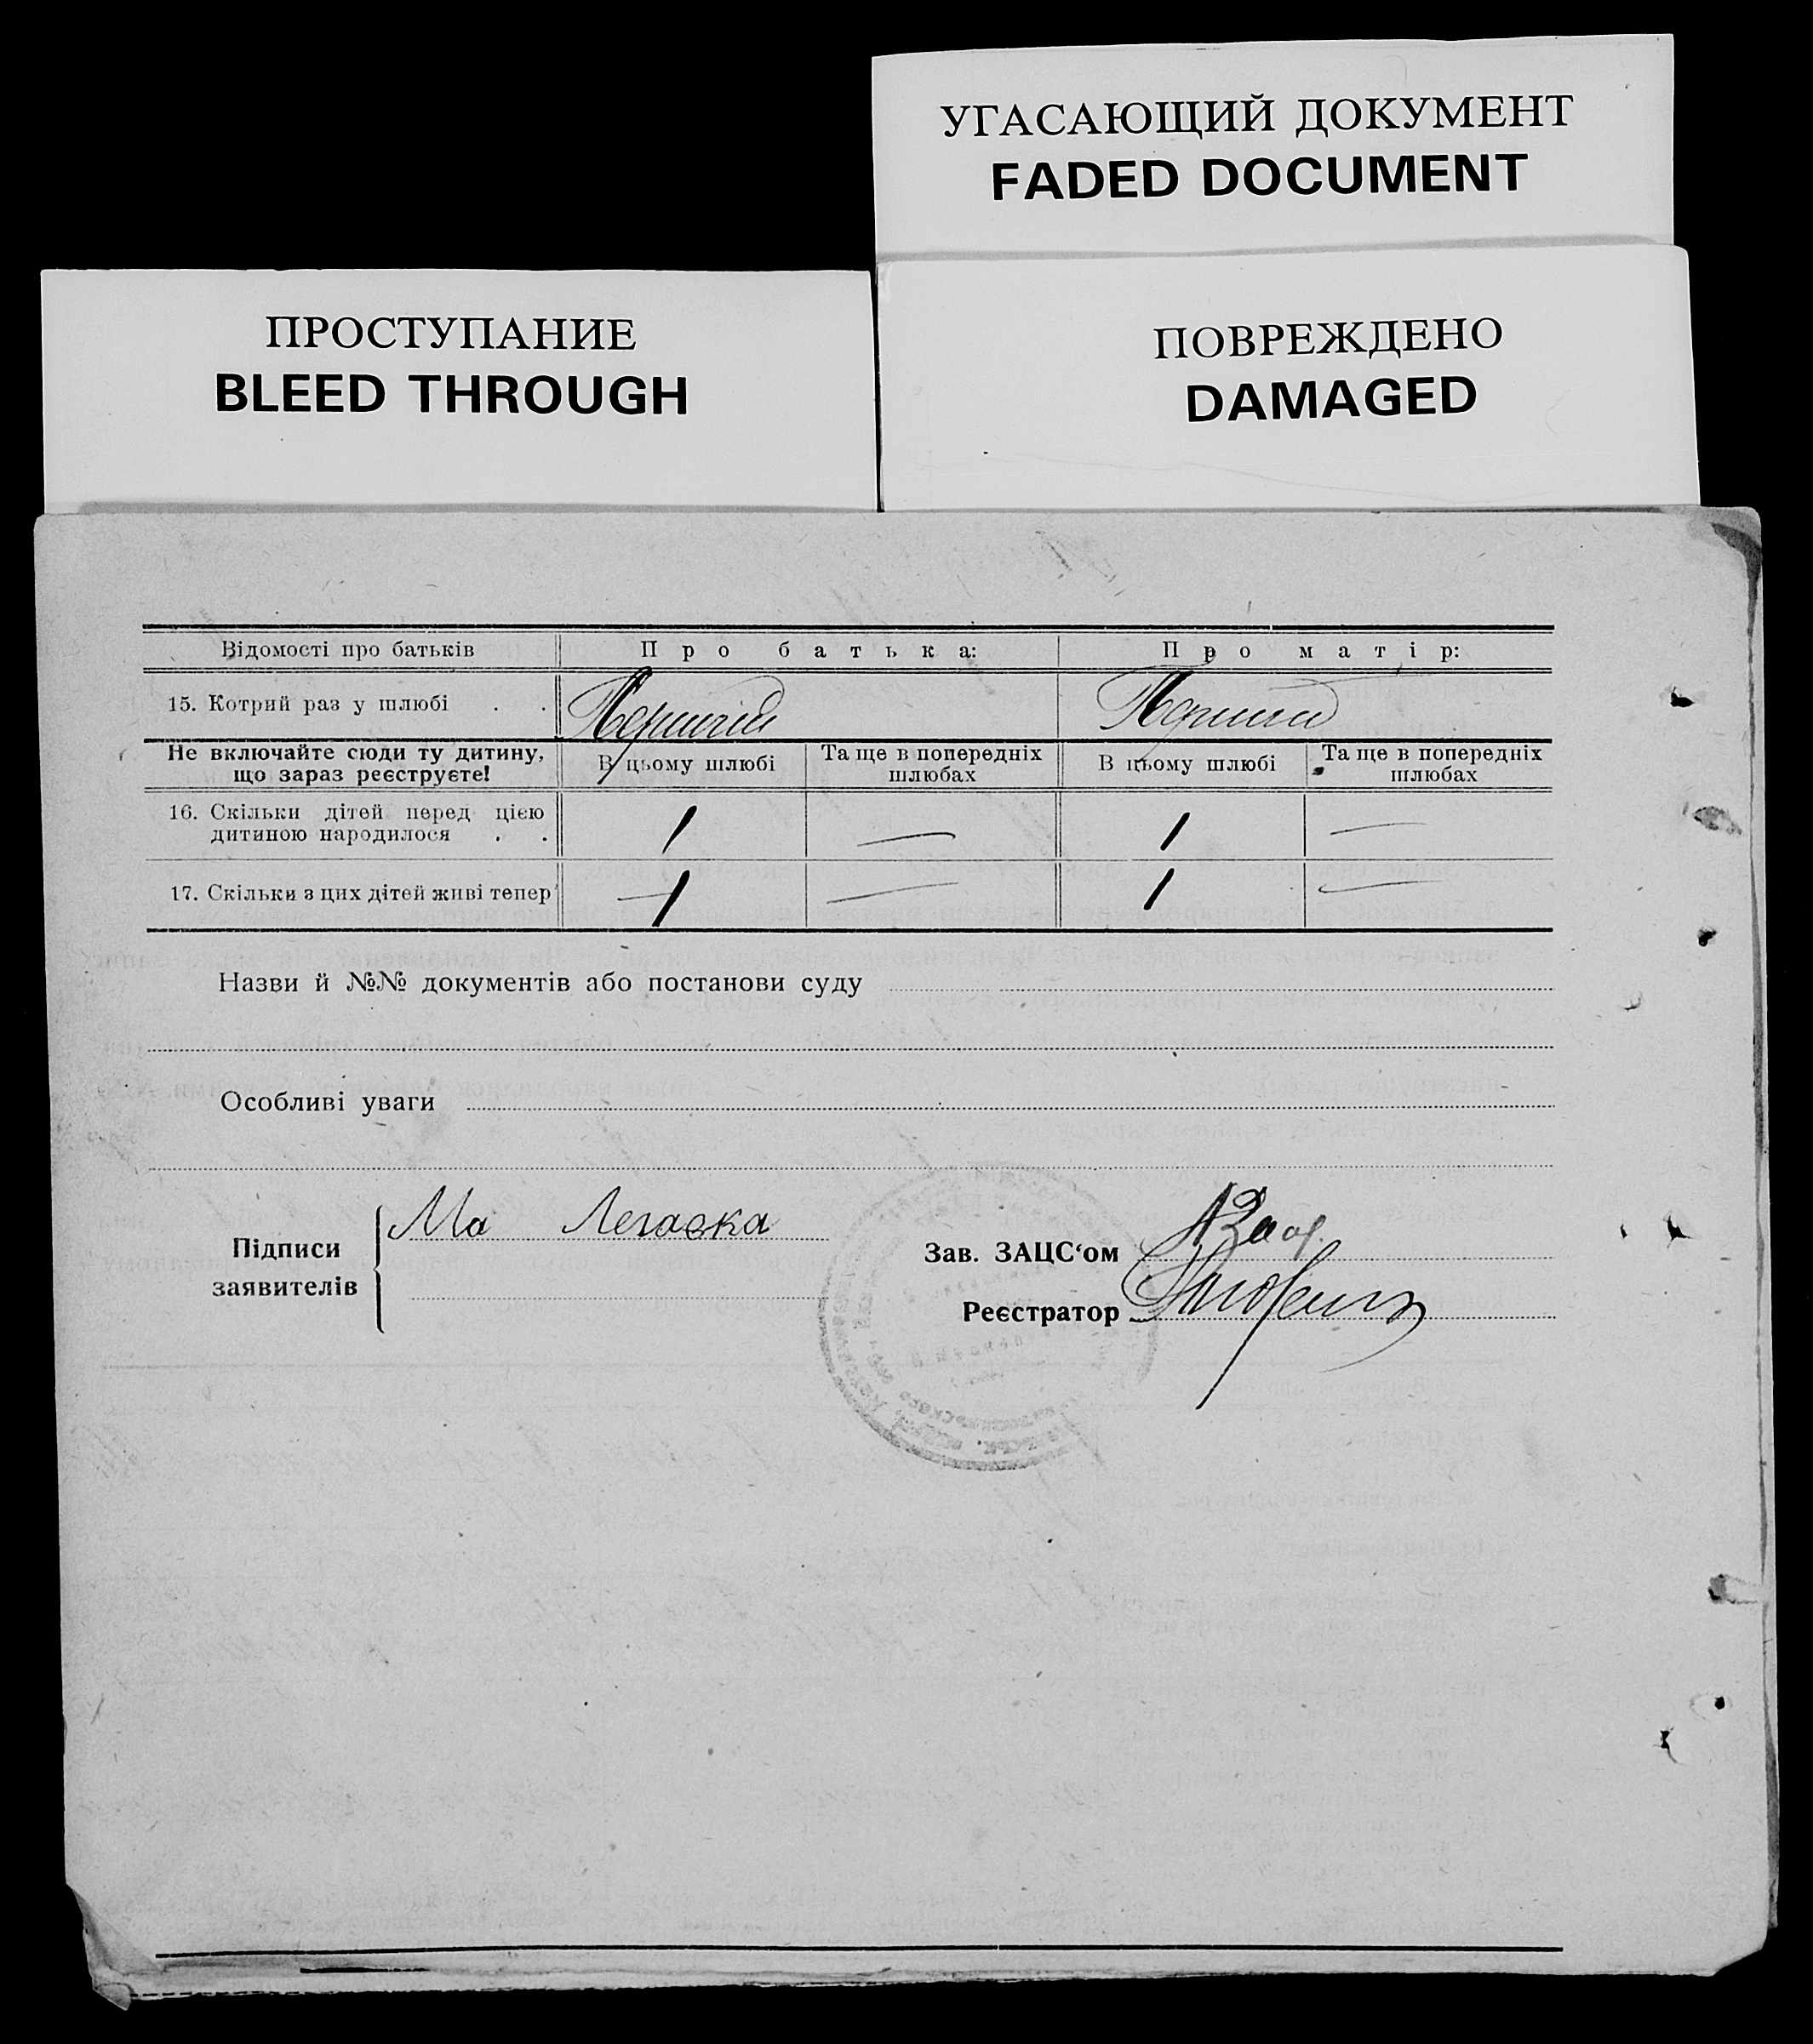 УГАСАЮЩИЙ ДОКУМЕНТ
FADED DOCUMENT
ПРОСТУПАНИЕ
BLEED THROUGH
ПОВРЕЖДЕНО
DAMAGED
Відомості про батьків Про батька: Про матір:
15. Котрий раз у шлюбі . . Перший Перший
Не включайте сюди ту дитину, що зараз реєструєте! В цьому шлюбі Та ще в попередніх шлюбах В цьому шлюбі Та ще в попередніх шлюбах
16. Скільки дітей перед цією
дитиною народилося . . 1 — 1 —
17. Скільки з цих дітей живі тепер 1 — 1 —
Назви й №№ документів або постанови суду
Особливі уваги
Підписи
заявителів
Ма
Зав. ЗАЦС‘ом
Реєстратор